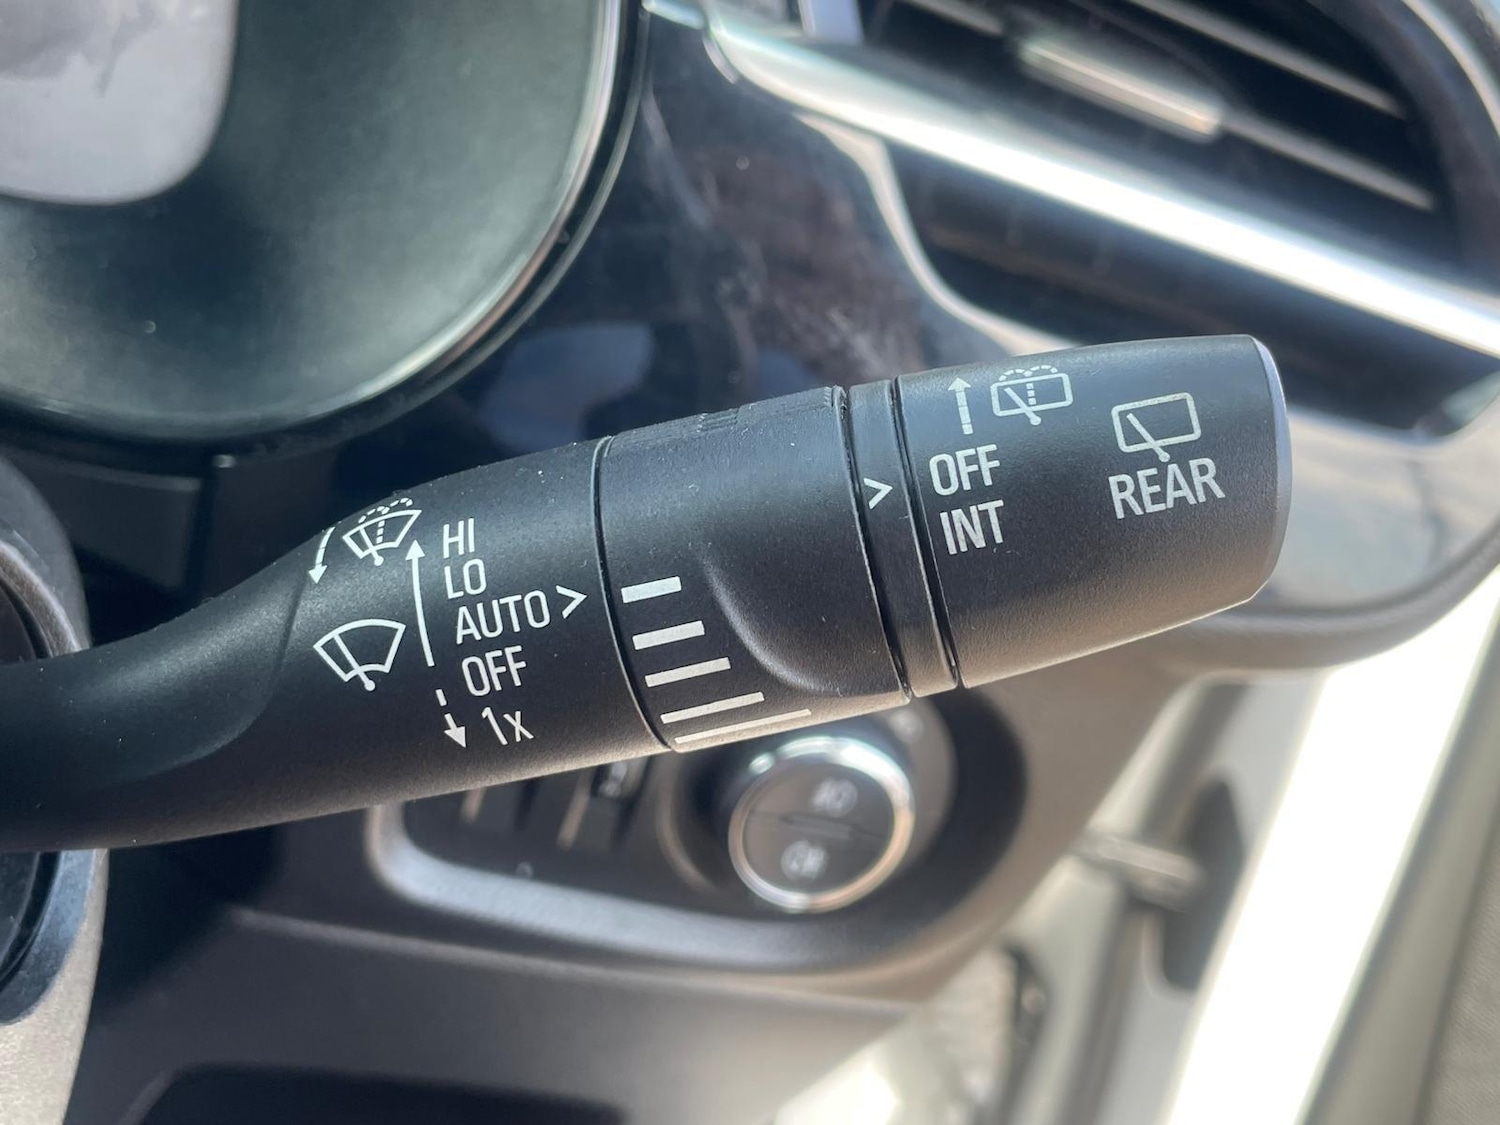 HI
LO
AUTO >
OFF
1x
>
OFF
INT
REAR